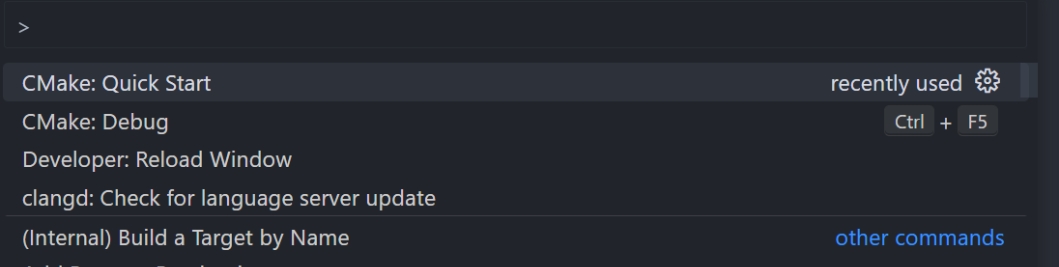 >
CMake: Quick Start recently used
CMake: Debug Ctrl + F5
Developer: Reload Window
clangd: Check for language server update
(Internal) Build a Target by Name other commands